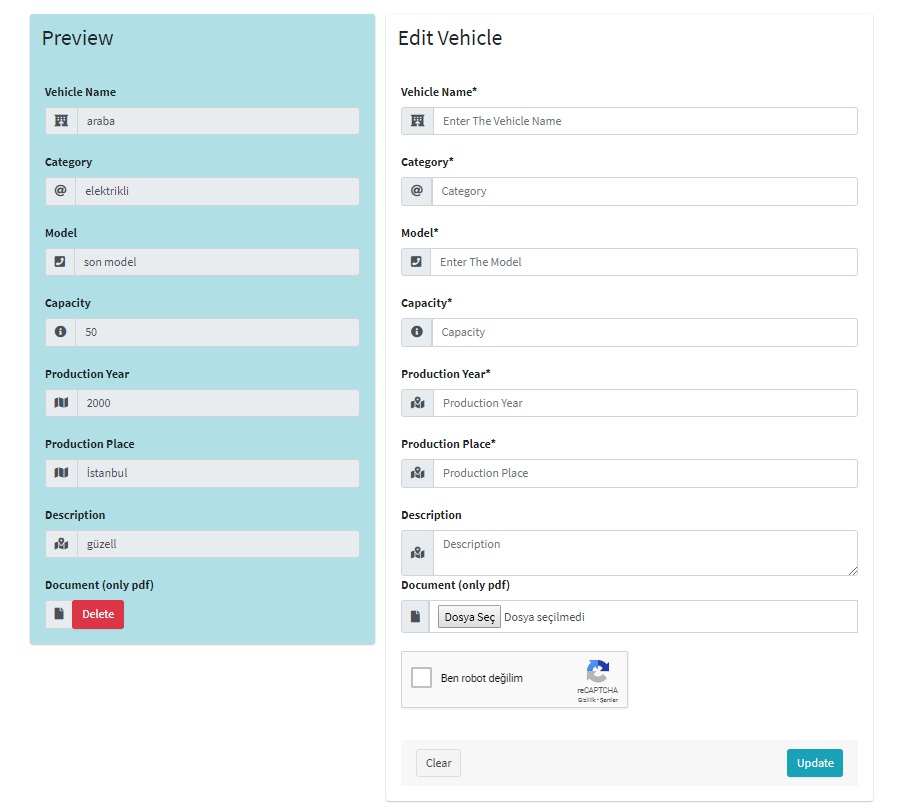 Preview
Vehicle Name
araba
Category
elektrikli
Model
son model
Capacity
50
Production Year
2000
Production Place
İstanbul
Description
güzell
Document (only pdf)
Delete
Edit Vehicle
Vehicle Name*
Enter The Vehicle Name
Category*
Category
Model*
Enter The Model
Capacity*
Capacity
Production Year*
Production Year
Production Place*
Production Place
Description
Description
Document (only pdf)
Dosya Seç Dosya seçilmedi
Ben robot değilim
reCAPTCHA
Gizlilik - Şartlar
Clear Update